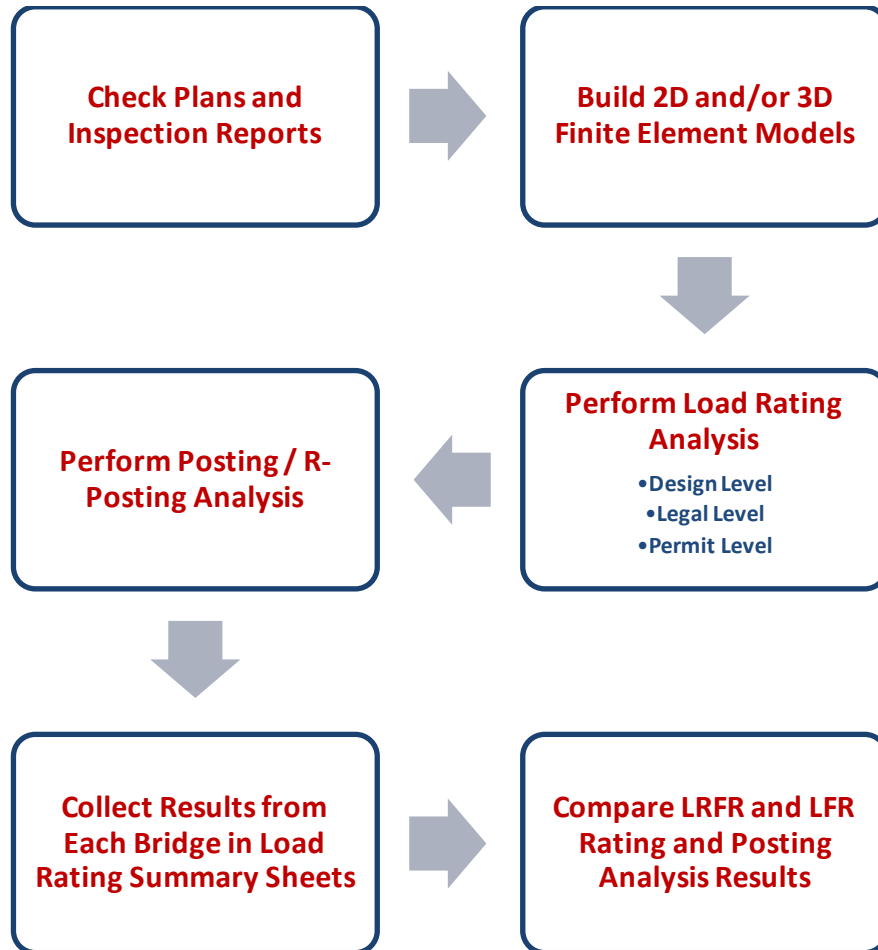 Check Plans and
Inspection Reports
Build 2D and/or 3D
Finite Element Models
Perform Load Rating
Analysis
•Design Level
•Legal Level
•Permit Level
Perform Posting / R-
Posting Analysis
Collect Results from
Each Bridge in Load
Rating Summary Sheets
Compare LRFR and LFR
Rating and Posting
Analysis Results